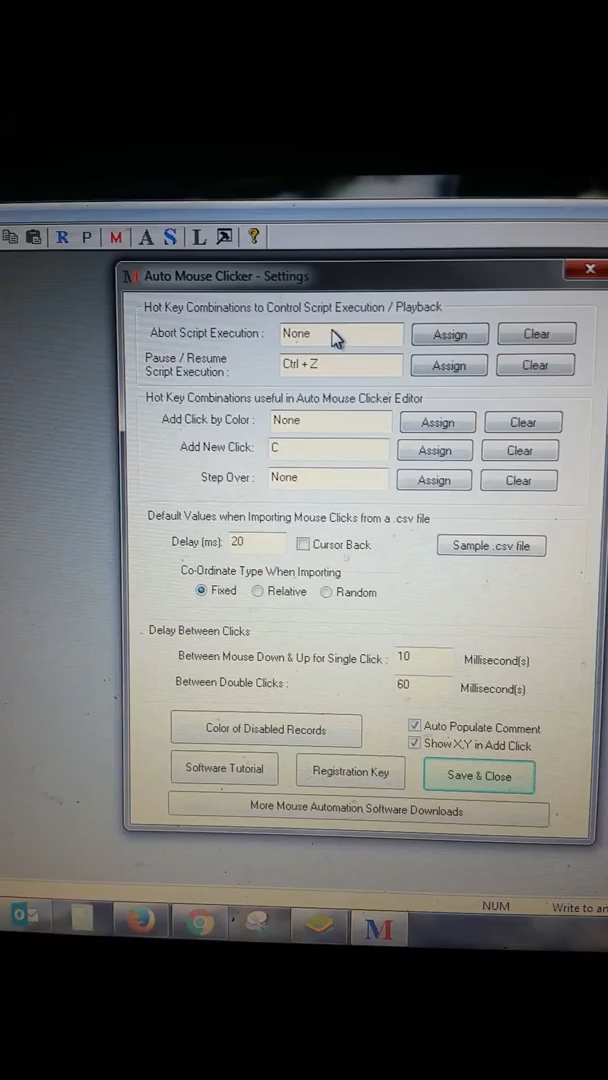 R P M A S L ?
M Auto Mouse Clicker - Settings
Hot Key Combinations to Control Script Execution / Playback
Abort Script Execution : None Assign Clear
Pause / Resume
Script Execution : Ctrl + Z Assign Clear
Hot Key Combinations useful in Auto Mouse Clicker Editor
Add Click by Color : None Assign Clear
Add New Click: C Assign Clear
Step Over : None Assign Clear
Default Values when Importing Mouse Clicks from a .csv file
Delay (ms): 20 Cursor Back Sample .csv file
Co-Ordinate Type When Importing
Fixed Relative Random
Delay Between Clicks
Between Mouse Down & Up for Single Click : 10 Millisecond(s)
Between Double Clicks : 60 Millisecond(s)
Color of Disabled Records
Auto Populate Comment
Show X,Y in Add Click
Software Tutorial Registration Key Save & Close
More Mouse Automation Software Downloads
NUM Write to an
M